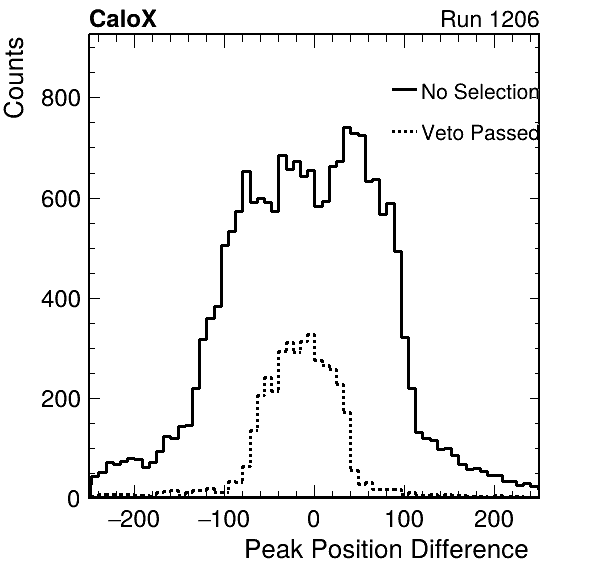 CaloX Run 1206
Counts
No Selection
Veto Passed
800
600
400
200
0
−200 −100 0 100 200
Peak Position Difference